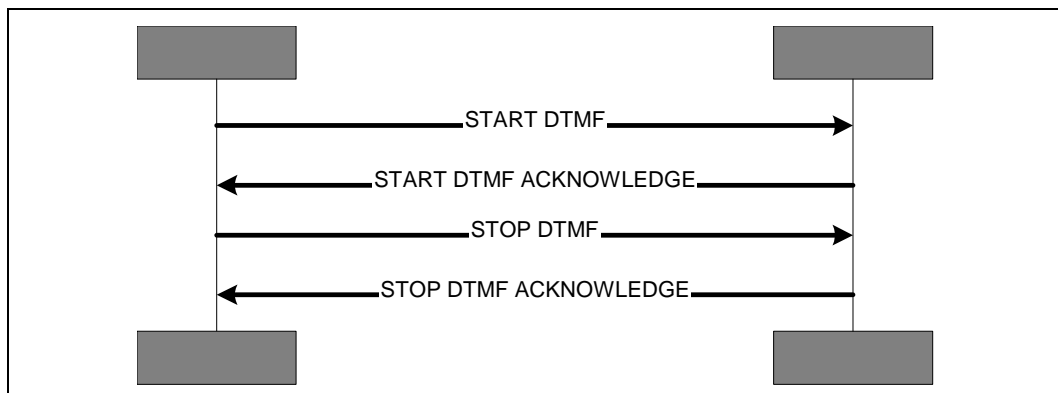 START DTMF
START DTMF ACKNOWLEDGE
STOP DTMF
STOP DTMF ACKNOWLEDGE